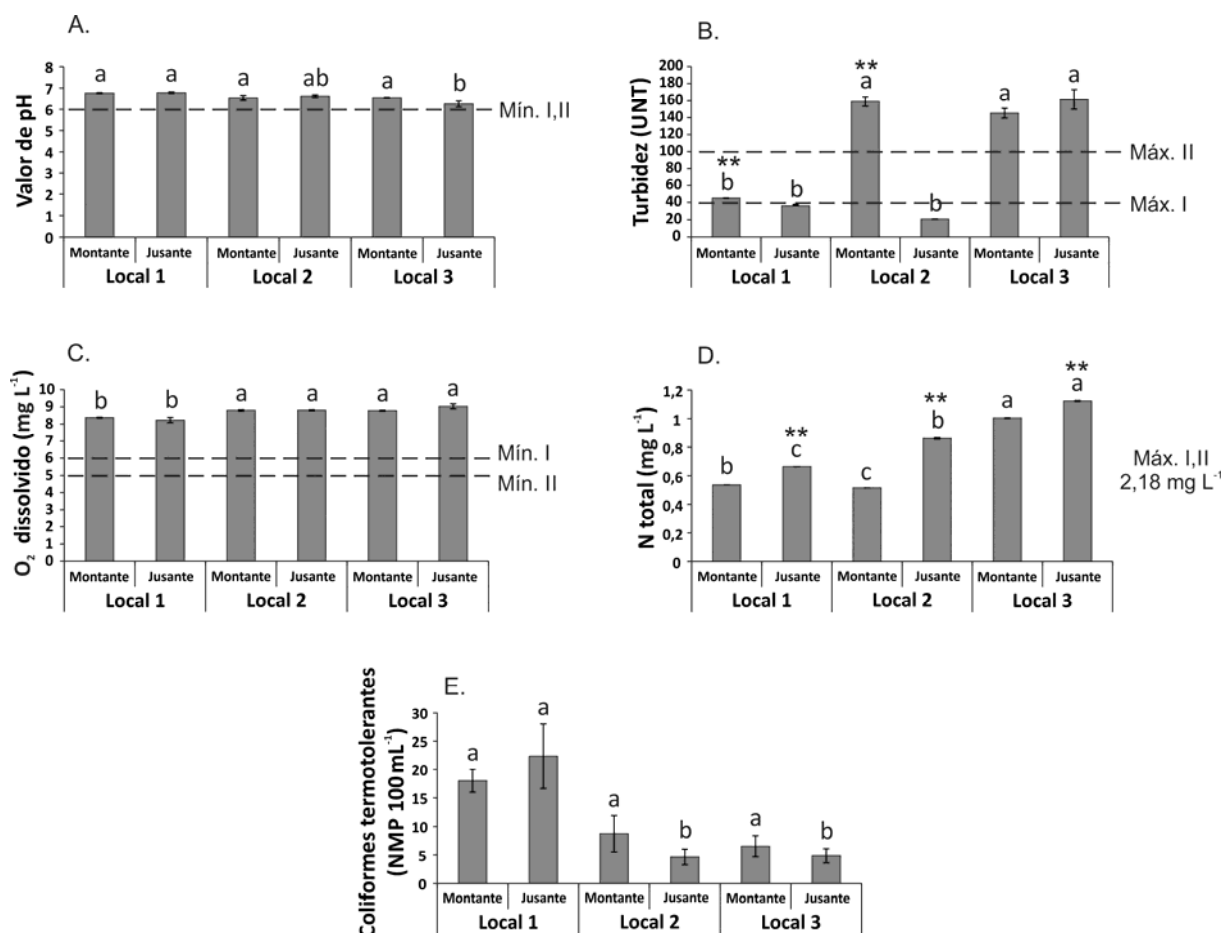 A.
Valor de pH
8
7
6
5
4
3
2
1
0
a a a ab a b
Mín. I,II
Montante Jusante Montante Jusante Montante Jusante
Local 1 Local 2 Local 3
B.
Turbidez (UNT)
200
180
160
140
120
100
80
60
40
20
0
** b b ** a b a a
Máx. II
Máx. I
Montante Jusante Montante Jusante Montante Jusante
Local 1 Local 2 Local 3
C.
O₂ dissolvido (mg L⁻¹)
10
9
8
7
6
5
4
3
2
1
0
b b a a a a
Mín. I
Mín. II
Montante Jusante Montante Jusante Montante Jusante
Local 1 Local 2 Local 3
D.
N total (mg L⁻¹)
1,2
1
0,8
0,6
0,4
0,2
0
b ** c c ** b a ** a
Máx. I,II
2,18 mg L⁻¹
Montante Jusante Montante Jusante Montante Jusante
Local 1 Local 2 Local 3
E.
Coliformes termotolerantes
(NMP 100 mL⁻¹)
30
25
20
15
10
5
0
a a a b a b
Montante Jusante Montante Jusante Montante Jusante
Local 1 Local 2 Local 3